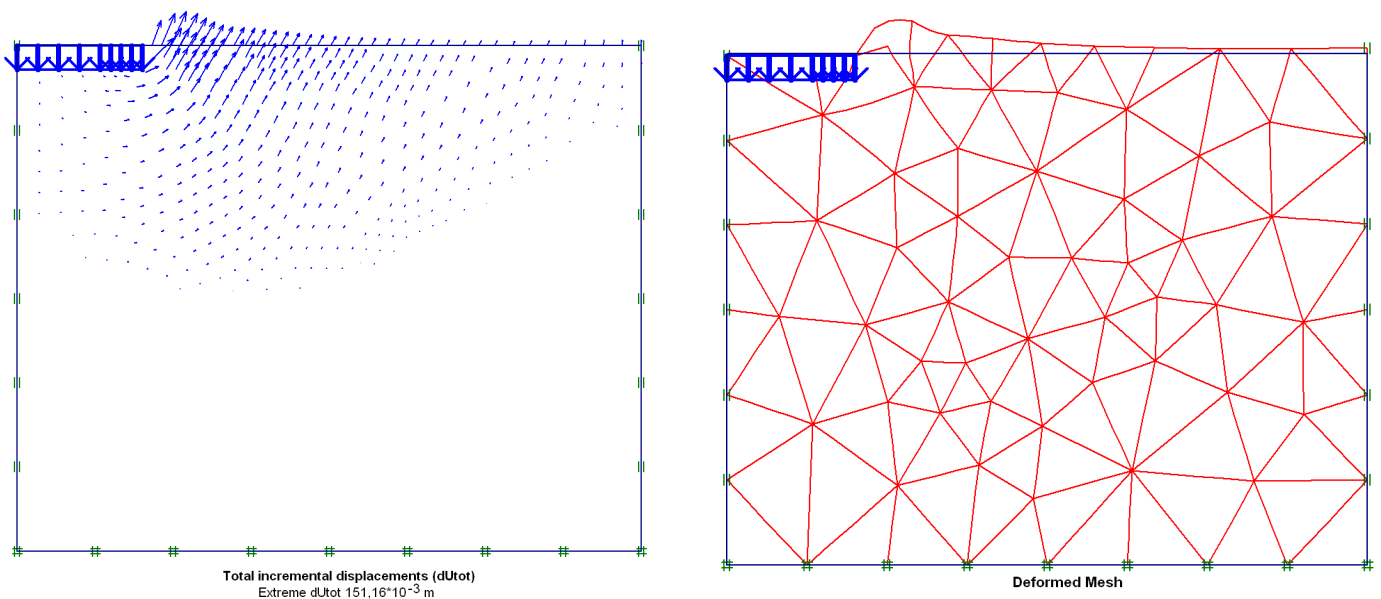 Total incremental displacements (dUtot)
Extreme dUtot 151,16*10-3 m
Deformed Mesh